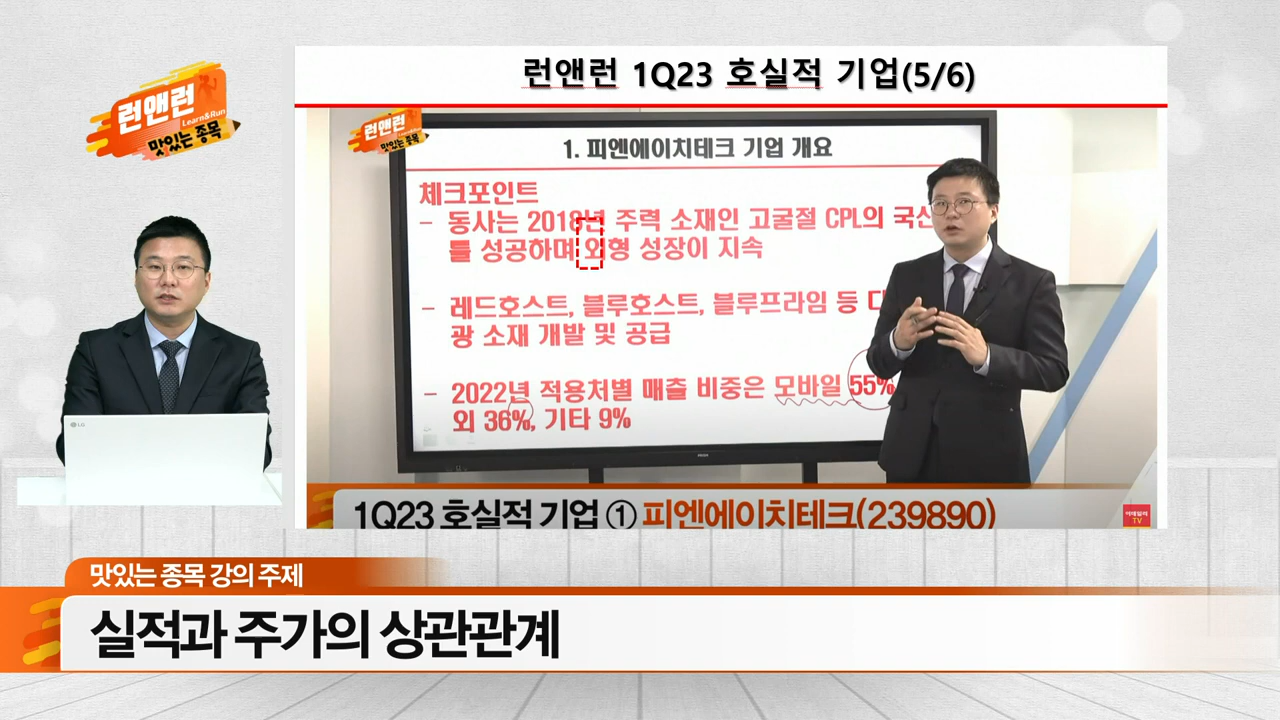 런앤런 1Q23 호실적 기업(5/6)
런앤런
Learn&Run
맛있는 종목
런앤런
맛있는 종목
1. 피엔에이치테크 기업 개요
체크포인트
- 동사는 2018년 주력 소재인 고굴절 CPL의 국산
를 성공하며 외형 성장이 지속
- 레드호스트, 블루호스트, 블루프라임 등 다
광 소재 개발 및 공급
- 2022년 적용처별 매출 비중은 모바일 55%
외 36%, 기타 9%
1Q23 호실적 기업 ① 피엔에이치테크(239890)
이데일리
TV
LG
맛있는 종목 강의 주제
실적과 주가의 상관관계